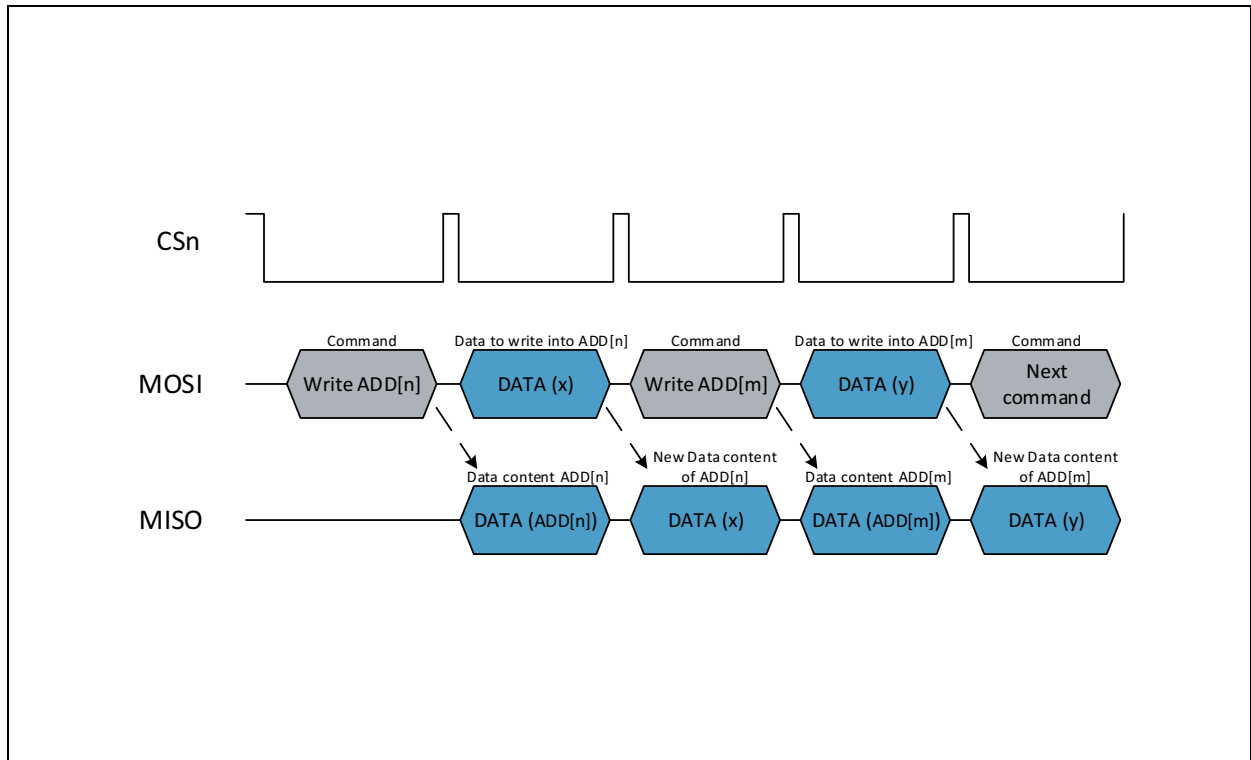 CSn
Command
Data to write into ADD[n]
Command
Data to write into ADD[m]
Command
MOSI
Write ADD[n]
DATA (x)
Write ADD[m]
DATA (y)
Next
command
Data content ADD[n]
New Data content
of ADD[n]
Data content ADD[m]
New Data content
of ADD[m]
MISO
DATA (ADD[n])
DATA (x)
DATA (ADD[m])
DATA (y)